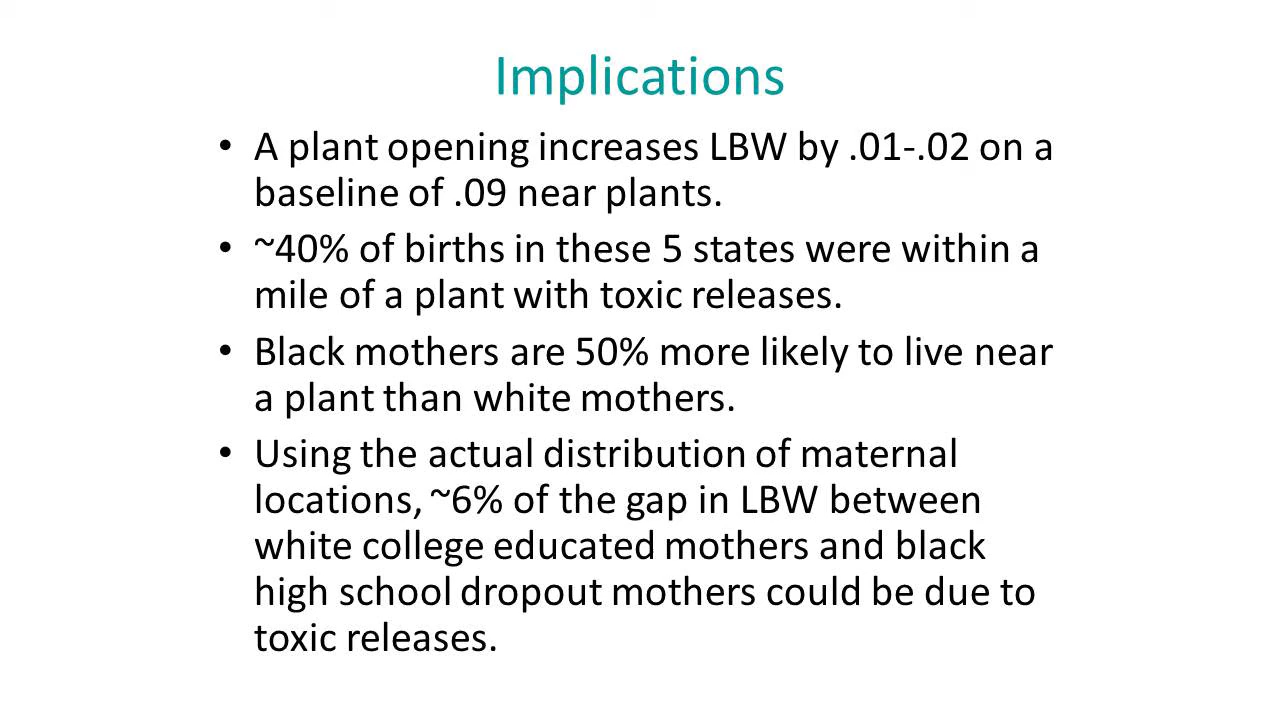 Implications
• A plant opening increases LBW by .01-.02 on a
baseline of .09 near plants.
• ~40% of births in these 5 states were within a
mile of a plant with toxic releases.
• Black mothers are 50% more likely to live near
a plant than white mothers.
• Using the actual distribution of maternal
locations, ~6% of the gap in LBW between
white college educated mothers and black
high school dropout mothers could be due to
toxic releases.